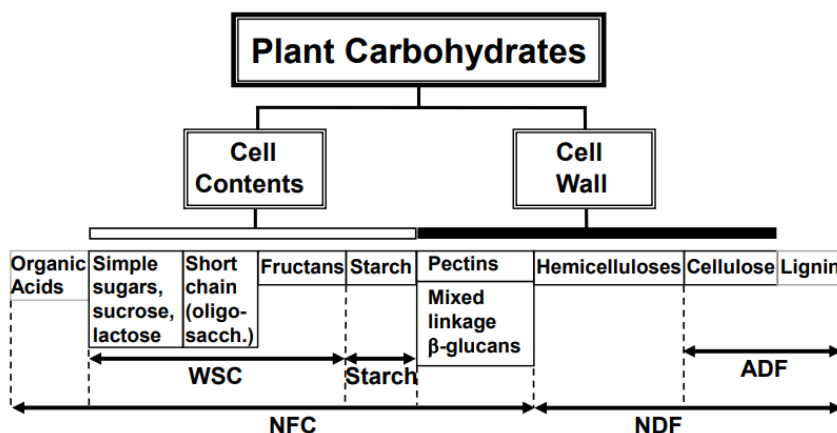 Plant Carbohydrates
Cell
Contents
Cell
Wall
Organic
Acids
Simple
sugars,
sucrose,
lactose
Short
chain
(oligo-
sacch.)
Fructans
Starch
Pectins
Mixed
linkage
β-glucans
Hemicelluloses
Cellulose
Lignin
WSC
Starch
ADF
NFC
NDF